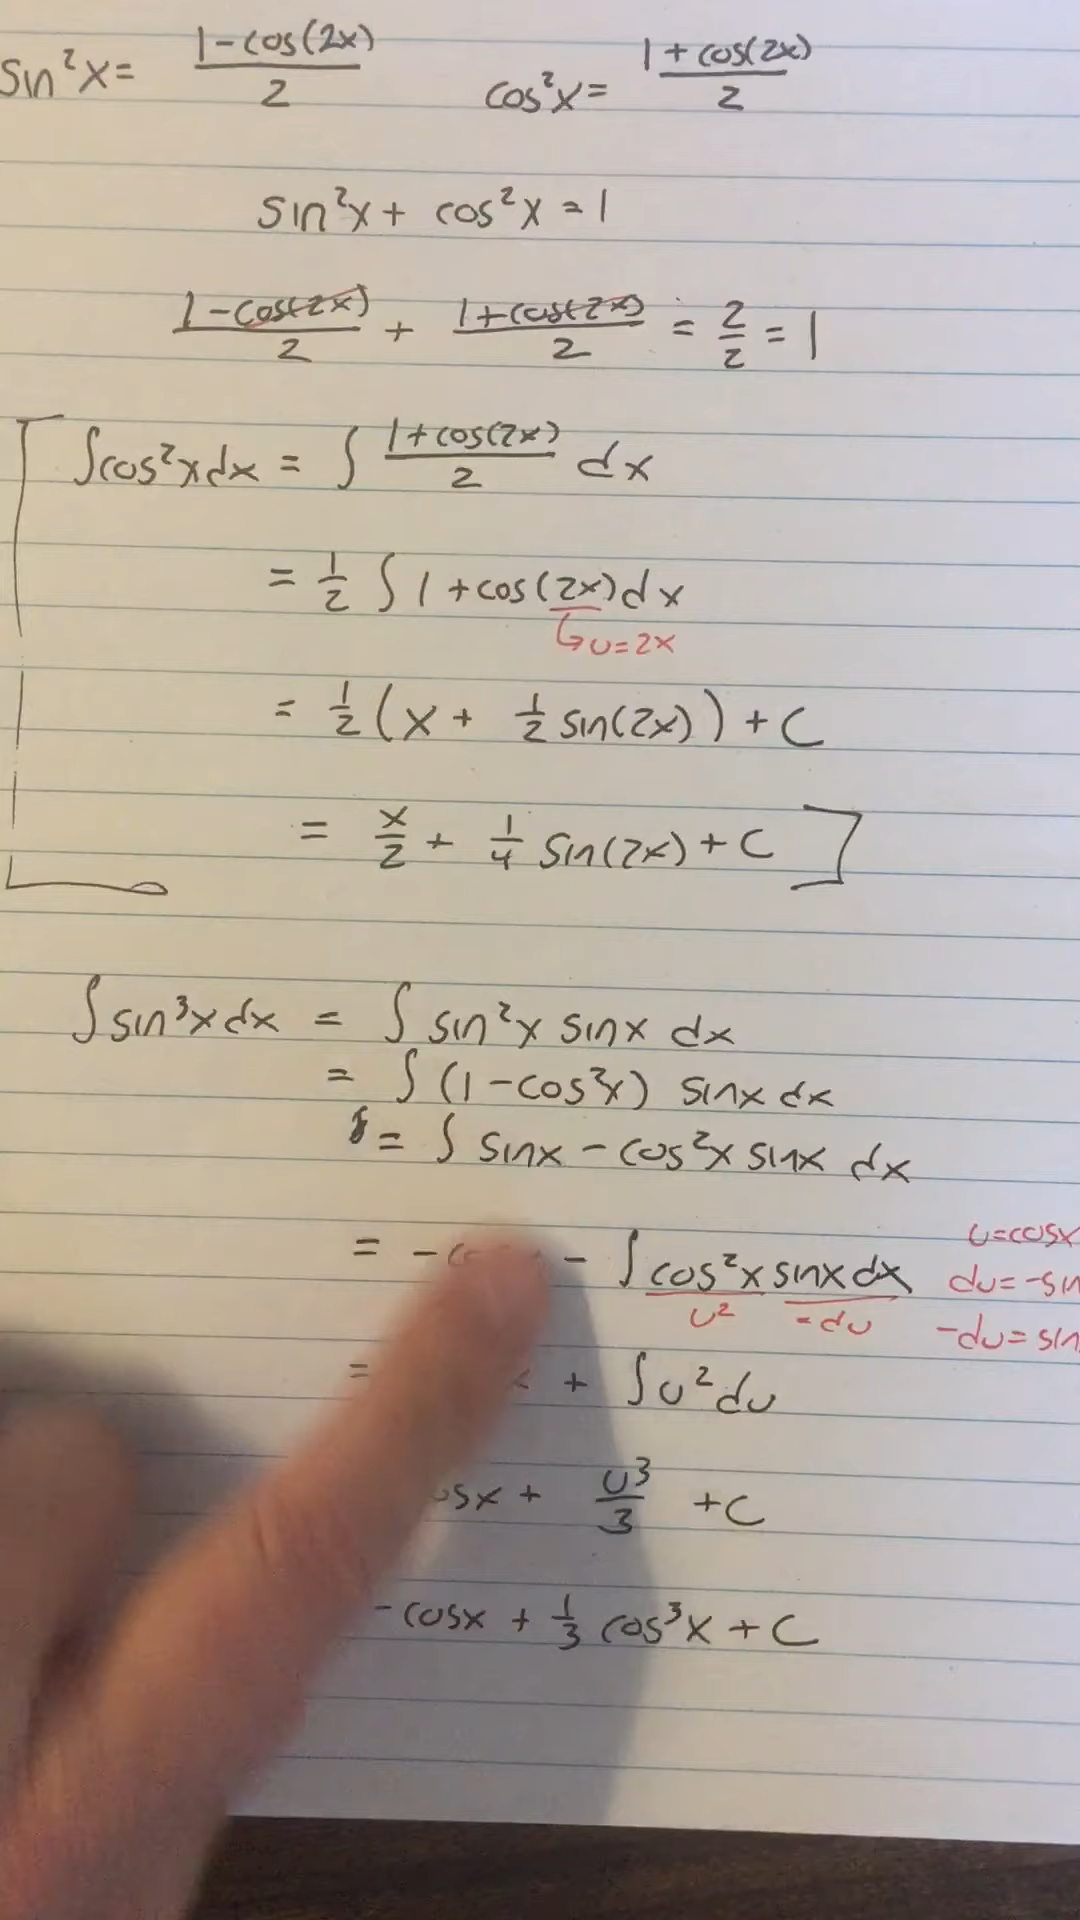 sin²x = (1-cos(2x))/2    cos²x = (1+cos(2x))/2
sin²x + cos²x = 1
(1-cos(2x))/2 + (1+cos(2x))/2 = 2/2 = 1
∫cos²x dx = ∫ (1+cos(2x))/2 dx
= 1/2 ∫ 1+cos(2x)dx
↳u=2x
= 1/2 (x + 1/2 sin(2x)) + C
= x/2 + 1/4 sin(2x) + C
∫sin³x dx = ∫ sin²x sinx dx
= ∫ (1-cos²x) sinx dx
= ∫ sinx - cos²x sinx dx
= - - ∫ cos²x sinx dx    u=cosx
u² -du    du=-sin
-du=sin
= + ∫u²du
+ u³/3 +C
-cosx + 1/3 cos³x + C